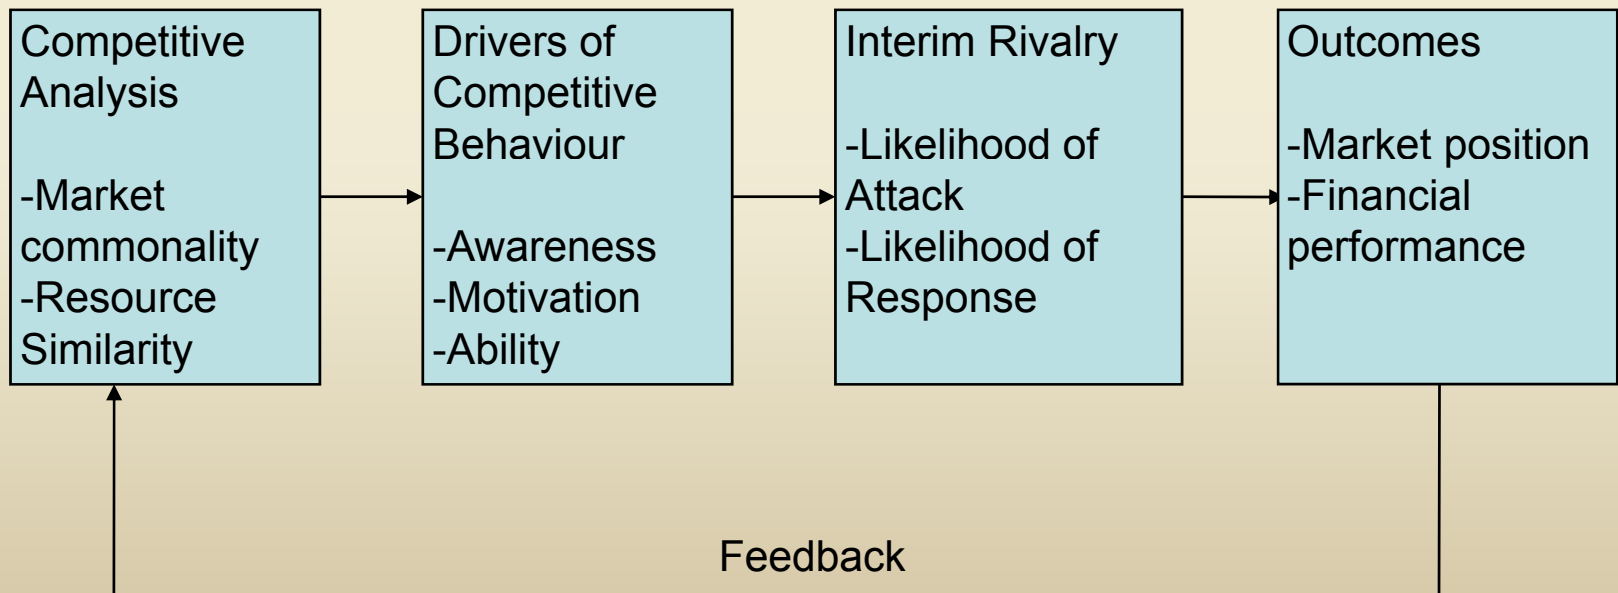 Competitive
Analysis
-Market
commonality
-Resource
Similarity
Drivers of
Competitive
Behaviour
-Awareness
-Motivation
-Ability
Interim Rivalry
-Likelihood of
Attack
-Likelihood of
Response
Outcomes
-Market position
-Financial
performance
Feedback